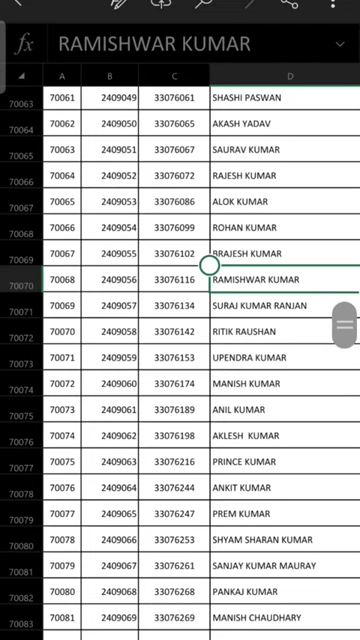 fx RAMISHWAR KUMAR
A B C D
70063 70061 2409049 33076061 SHASHI PASWAN
70064 70062 2409050 33076065 AKASH YADAV
70065 70063 2409051 33076067 SAURAV KUMAR
70066 70064 2409052 33076072 RAJESH KUMAR
70067 70065 2409053 33076086 ALOK KUMAR
70068 70066 2409054 33076099 ROHAN KUMAR
70069 70067 2409055 33076102 BRAJESH KUMAR
70070 70068 2409056 33076116 RAMISHWAR KUMAR
70071 70069 2409057 33076134 SURAJ KUMAR RANJAN
70072 70070 2409058 33076142 RITIK RAUSHAN
70073 70071 2409059 33076153 UPENDRA KUMAR
70074 70072 2409060 33076174 MANISH KUMAR
70075 70073 2409061 33076189 ANIL KUMAR
70076 70074 2409062 33076198 AKLESH KUMAR
70077 70075 2409063 33076216 PRINCE KUMAR
70078 70076 2409064 33076244 ANKIT KUMAR
70079 70077 2409065 33076247 PREM KUMAR
70080 70078 2409066 33076253 SHYAM SHARAN KUMAR
70081 70079 2409067 33076261 SANJAY KUMAR MAURAY
70082 70080 2409068 33076268 PANKAJ KUMAR
70083 70081 2409069 33076269 MANISH CHAUDHARY